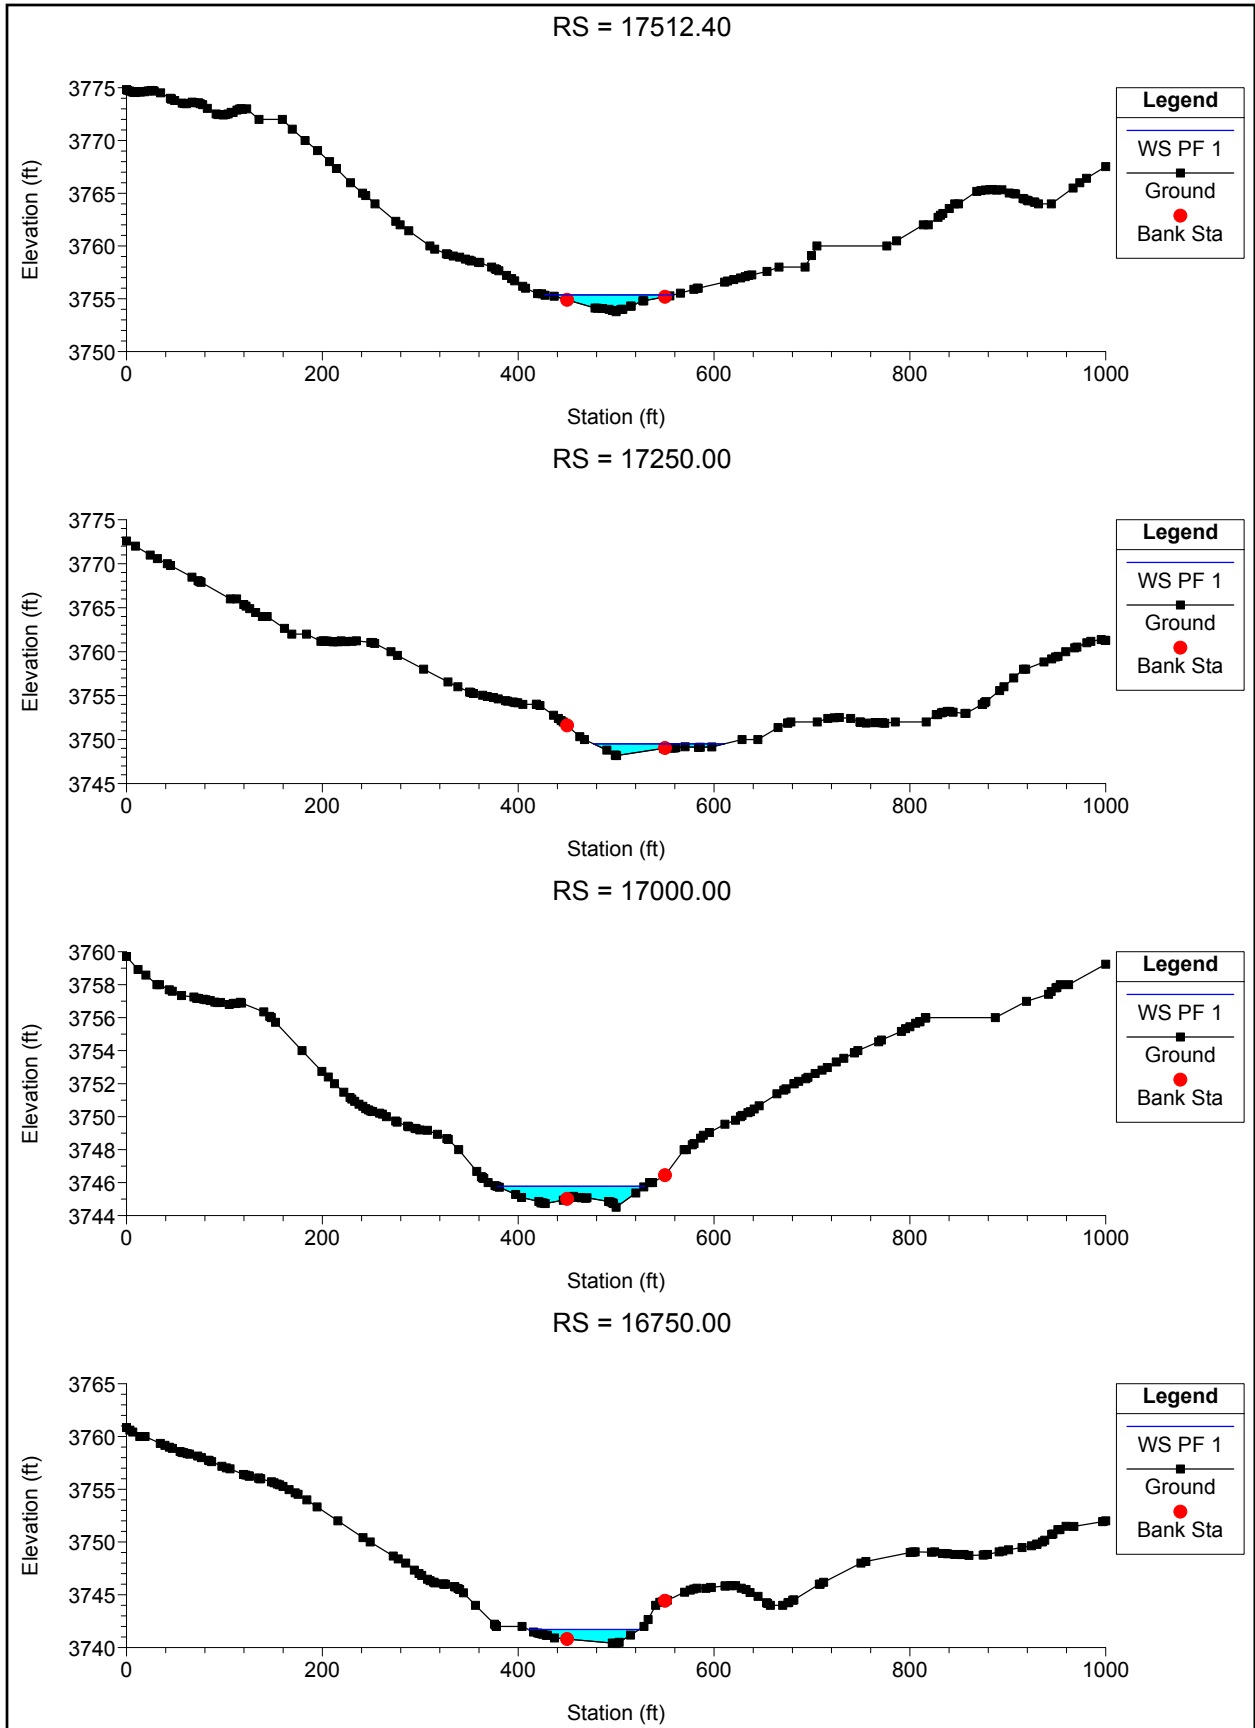 RS = 17512.40
Elevation (ft)
3775
3770
3765
3760
3755
3750
0 200 400 600 800 1000
Station (ft)
Legend
WS PF 1
Ground
Bank Sta
RS = 17250.00
Elevation (ft)
3775
3770
3765
3760
3755
3750
3745
0 200 400 600 800 1000
Station (ft)
Legend
WS PF 1
Ground
Bank Sta
RS = 17000.00
Elevation (ft)
3760
3758
3756
3754
3752
3750
3748
3746
3744
0 200 400 600 800 1000
Station (ft)
Legend
WS PF 1
Ground
Bank Sta
RS = 16750.00
Elevation (ft)
3765
3760
3755
3750
3745
3740
0 200 400 600 800 1000
Station (ft)
Legend
WS PF 1
Ground
Bank Sta